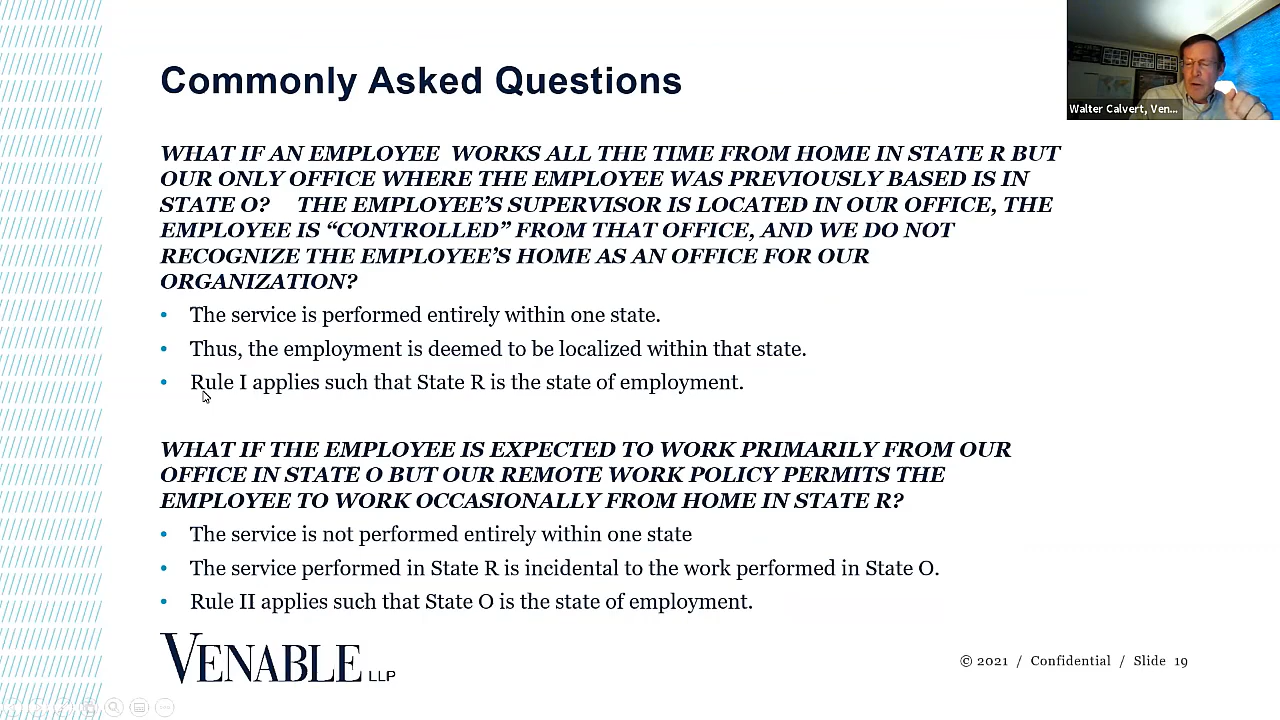 Commonly Asked Questions
Walter Calvert, Ven...
WHAT IF AN EMPLOYEE WORKS ALL THE TIME FROM HOME IN STATE R BUT
OUR ONLY OFFICE WHERE THE EMPLOYEE WAS PREVIOUSLY BASED IS IN
STATE O? THE EMPLOYEE’S SUPERVISOR IS LOCATED IN OUR OFFICE, THE
EMPLOYEE IS “CONTROLLED” FROM THAT OFFICE, AND WE DO NOT
RECOGNIZE THE EMPLOYEE’S HOME AS AN OFFICE FOR OUR
ORGANIZATION?
• The service is performed entirely within one state.
• Thus, the employment is deemed to be localized within that state.
• Rule I applies such that State R is the state of employment.
WHAT IF THE EMPLOYEE IS EXPECTED TO WORK PRIMARILY FROM OUR
OFFICE IN STATE O BUT OUR REMOTE WORK POLICY PERMITS THE
EMPLOYEE TO WORK OCCASIONALLY FROM HOME IN STATE R?
• The service is not performed entirely within one state
• The service performed in State R is incidental to the work performed in State O.
• Rule II applies such that State O is the state of employment.
VENABLE LLP
© 2021 / Confidential / Slide 19